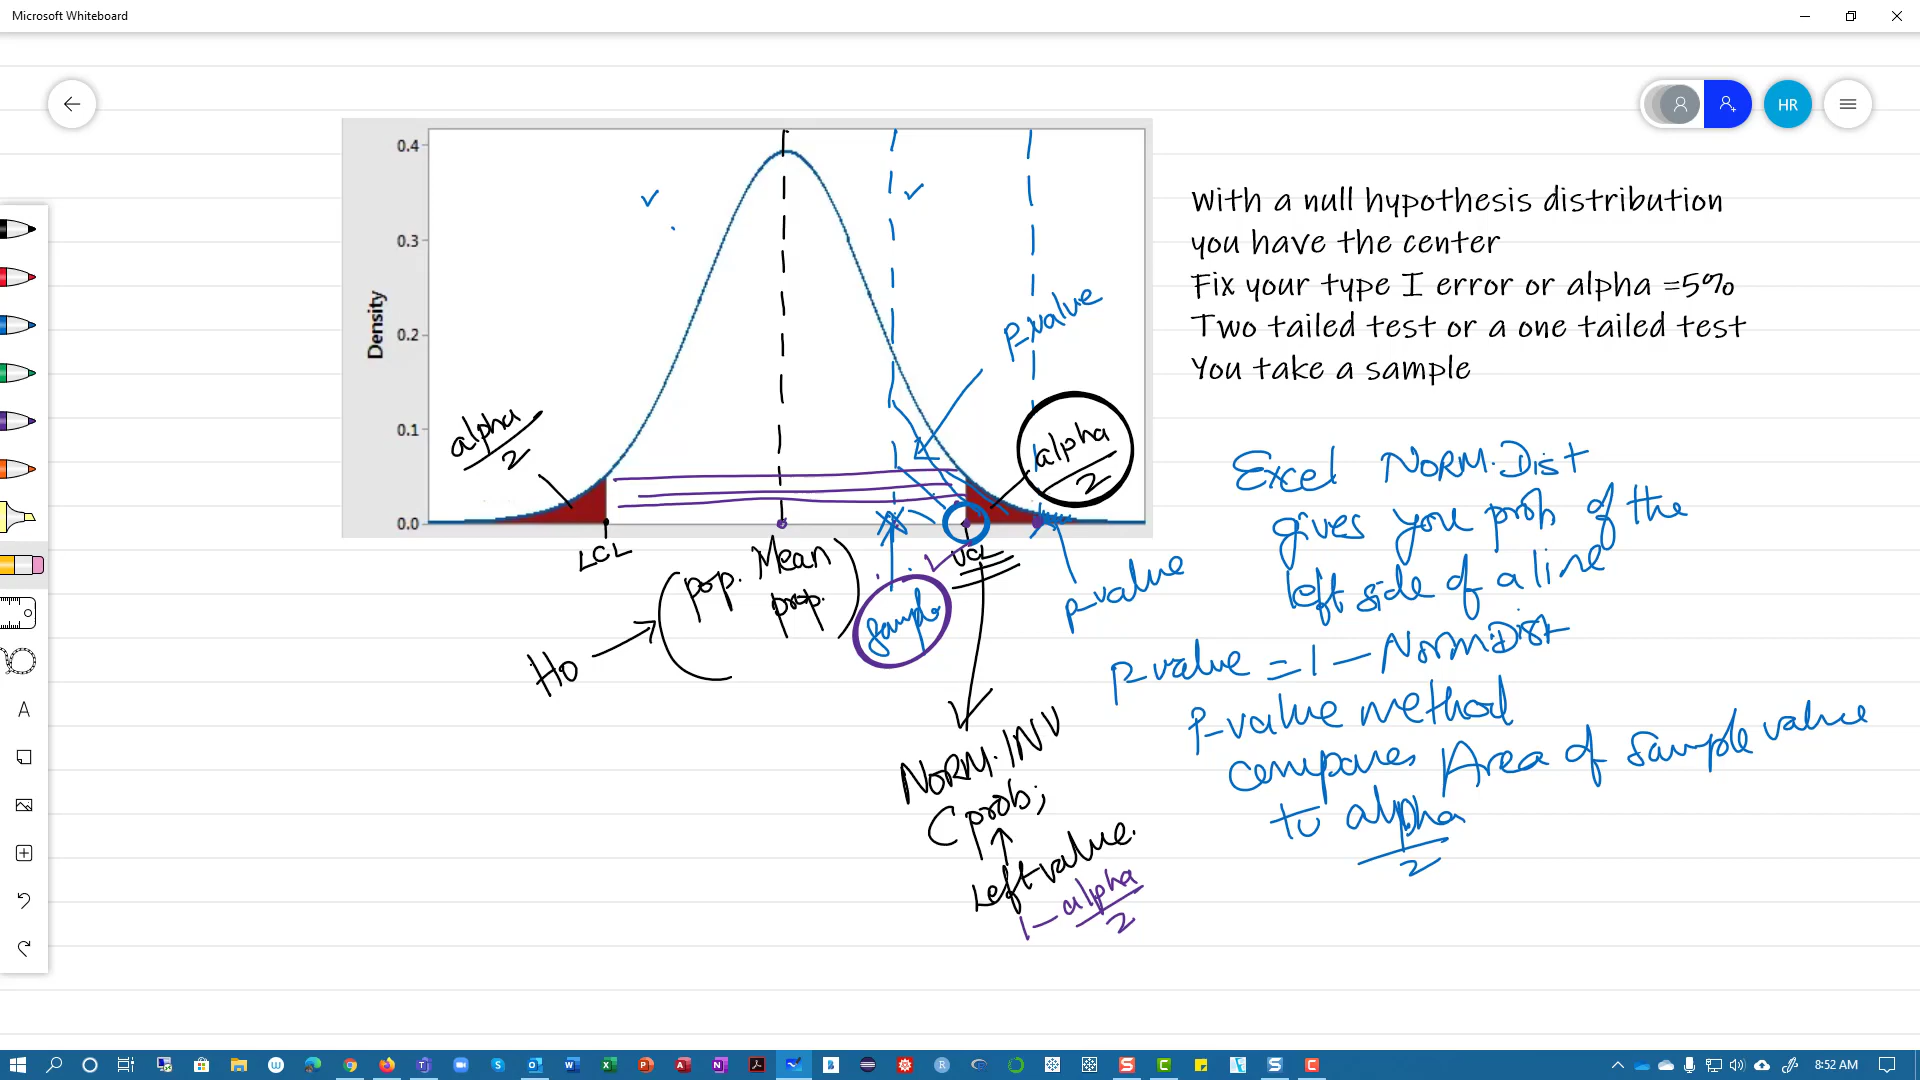 Microsoft Whiteboard
HR
0.4
0.3
0.2
0.1
0.0
Density
alpha
2
p-value
alpha
2
LCL
UCL
(pop. Mean
prop.)
Ho
sample
p-value
NORM.INV
(prob;
Left value.
1-alpha
2
With a null hypothesis distribution
you have the center
Fix your type I error or alpha =5%
Two tailed test or a one tailed test
You take a sample
Excel NORM.Dist
gives you prob of the
left side of a line
p-value = 1 - Norm.Dist
P-value method
compares Area of sample value
to alpha
2
A
8:52 AM